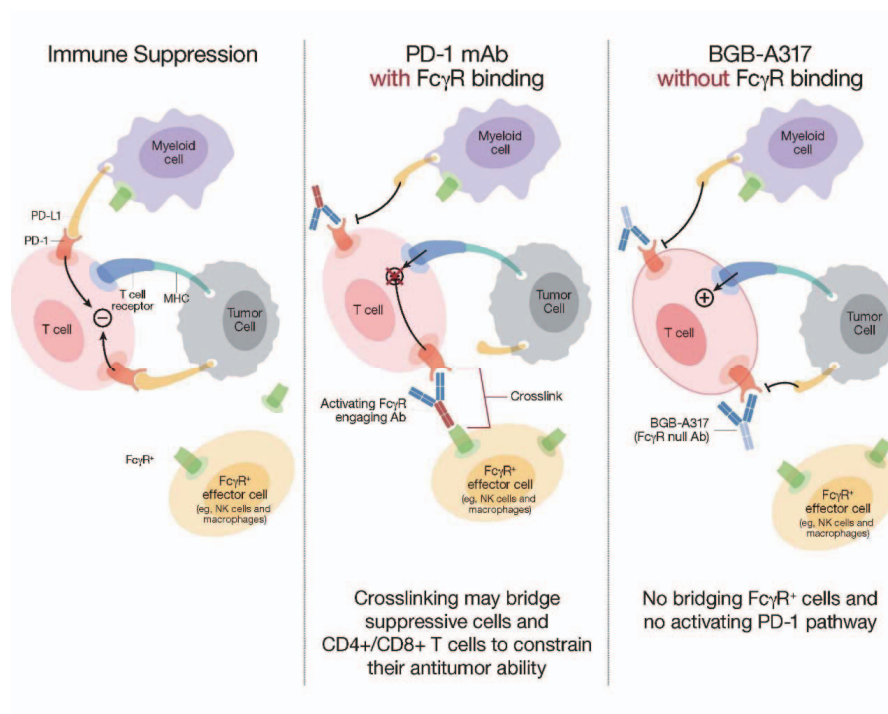 Immune Suppression
Myeloid
cell
PD-L1
PD-1
T cell
receptor
MHC
T cell
Tumor
Cell
FcγR⁺
FcγR⁺
effector cell
(eg, NK cells and
macrophages)
PD-1 mAb
with FcγR binding
Myeloid
cell
T cell
Tumor
Cell
Crosslink
Activating FcγR
engaging Ab
FcγR⁺
effector cell
(eg, NK cells and
macrophages)
Crosslinking may bridge
suppressive cells and
CD4+/CD8+ T cells to constrain
their antitumor ability
BGB-A317
without FcγR binding
Myeloid
cell
T cell
Tumor
Cell
BGB-A317
(FcγR null Ab)
FcγR⁺
effector cell
(eg, NK cells and
macrophages)
No bridging FcγR⁺ cells and
no activating PD-1 pathway